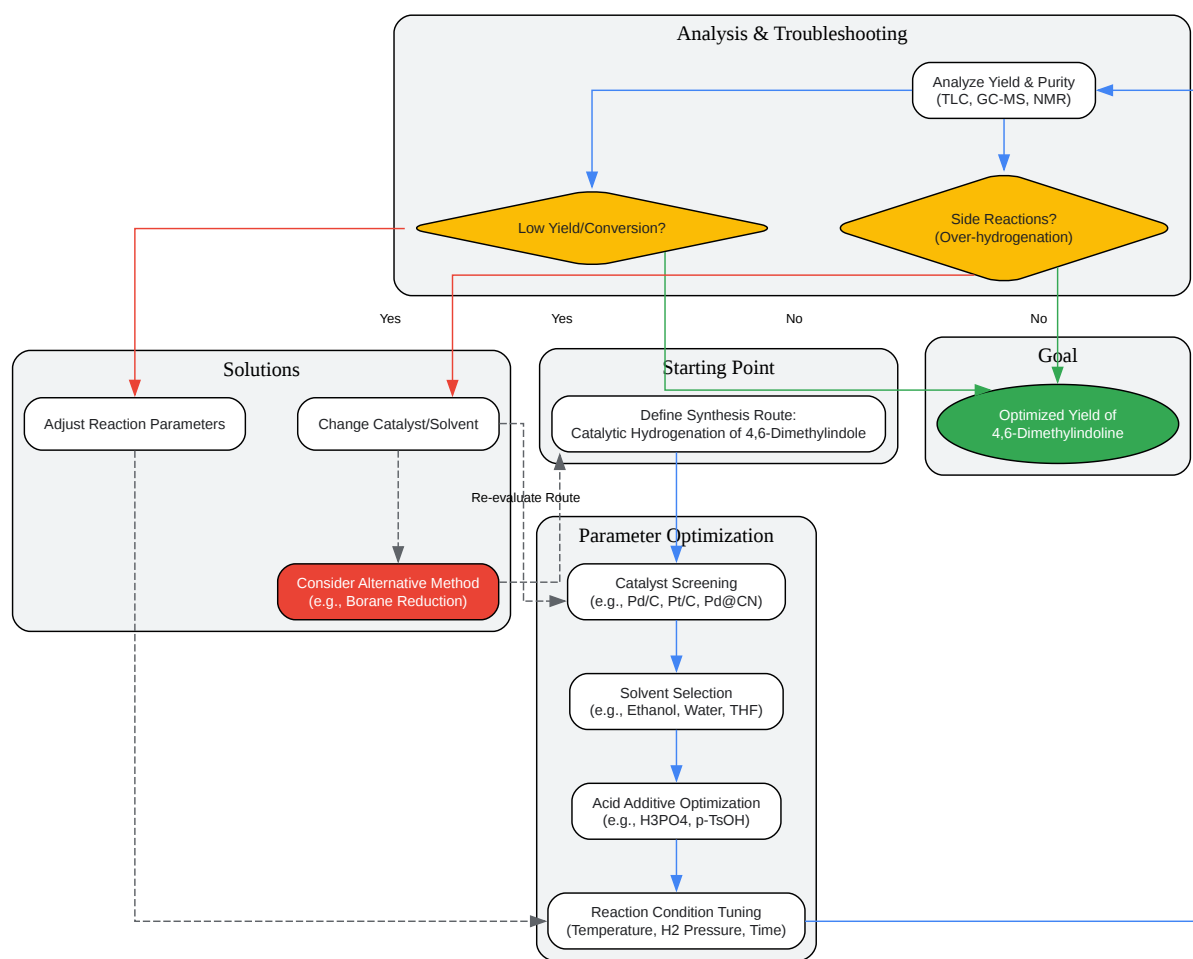 Analysis & Troubleshooting
Analyze Yield & Purity
(TLC, GC-MS, NMR)
Low Yield/Conversion?
Side Reactions?
(Over-hydrogenation)
Yes
Yes
No
No
Solutions
Adjust Reaction Parameters
Change Catalyst/Solvent
Consider Alternative Method
(e.g., Borane Reduction)
Re-evaluate Route
Starting Point
Define Synthesis Route:
Catalytic Hydrogenation of 4,6-Dimethylindole
Goal
Optimized Yield of
4,6-Dimethylindoline
Parameter Optimization
Catalyst Screening
(e.g., Pd/C, Pt/C, Pd@CN)
Solvent Selection
(e.g., Ethanol, Water, THF)
Acid Additive Optimization
(e.g., H3PO4, p-TsOH)
Reaction Condition Tuning
(Temperature, H2 Pressure, Time)